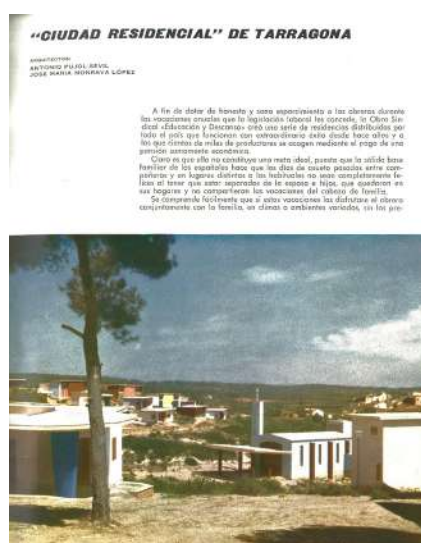 "CIUDAD RESIDENCIAL" DE TARRAGONA
ARQUITECTOS:
ANTONIO PUJOL SEVIL
JOSE MARIA MONRAVA LÓPEZ
A fin de dotar de honesto y sano esparcimiento a los obreros durante
las vacaciones anuales que la legislación laboral les concede, la Obra Sin-
dical «Educación y Descanso» creó una serie de residencias distribuidas por
todo el país que funcionan con extraordinario éxito desde hace años y a
las que cientos de miles de productores se acogen mediante el pago de una
pensión sumamente económica.
Claro es que ello no constituye una meta ideal, puesto que la sólida base
familiar de los españoles hace que los días de asueto pasados entre com-
pañeros y en lugares distintos a los habituales no sean completamente fe-
lices al tener que estar separados de la esposa e hijos, que quedaron en
sus hogares y no compartieron las vacaciones del cabeza de familia.
Se comprende fácilmente que si estas vacaciones las disfrutara el obrero
conjuntamente con la familia, en climas o ambientes variados, sin las pre-